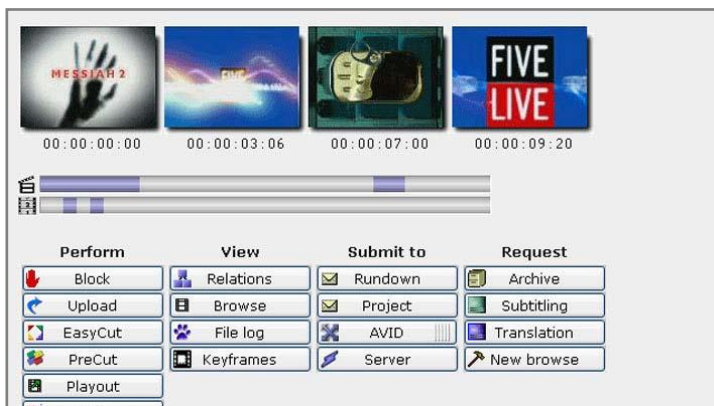 MESSIAH 2
FIVE
FIVE
LIVE
00:00:00:00 00:00:03:06 00:00:07:00 00:00:09:20
Perform View Submit to Request
Block Relations Rundown Archive
Upload Browse Project Subtitling
EasyCut File log AVID Translation
PreCut Keyframes Server New browse
Playout